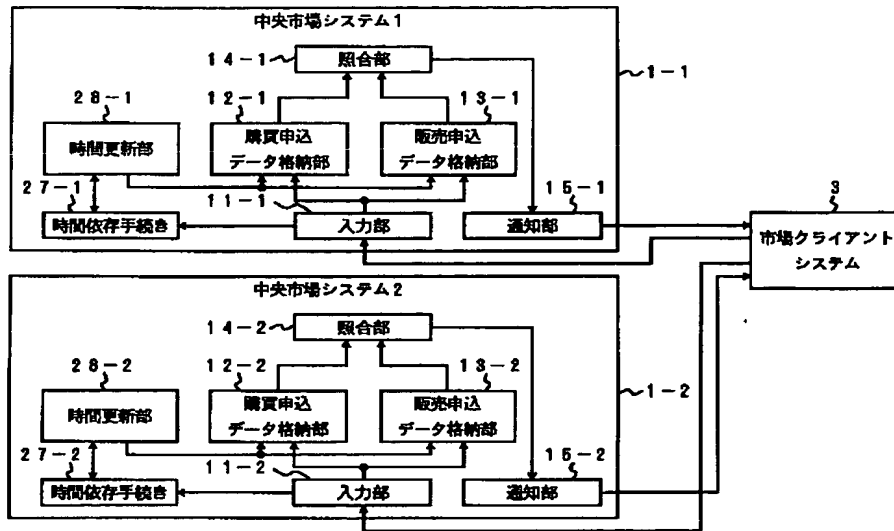 中央市場システム1
14-1
照合部
1-1
28-1
12-1
13-1
時間更新部
購買申込
データ格納部
販売申込
データ格納部
27-1
11-1
15-1
3
時間依存手続き
入力部
通知部
市場クライアント
システム
中央市場システム2
14-2
照合部
28-2
12-2
13-2
1-2
時間更新部
購買申込
データ格納部
販売申込
データ格納部
27-2
11-2
15-2
時間依存手続き
入力部
通知部